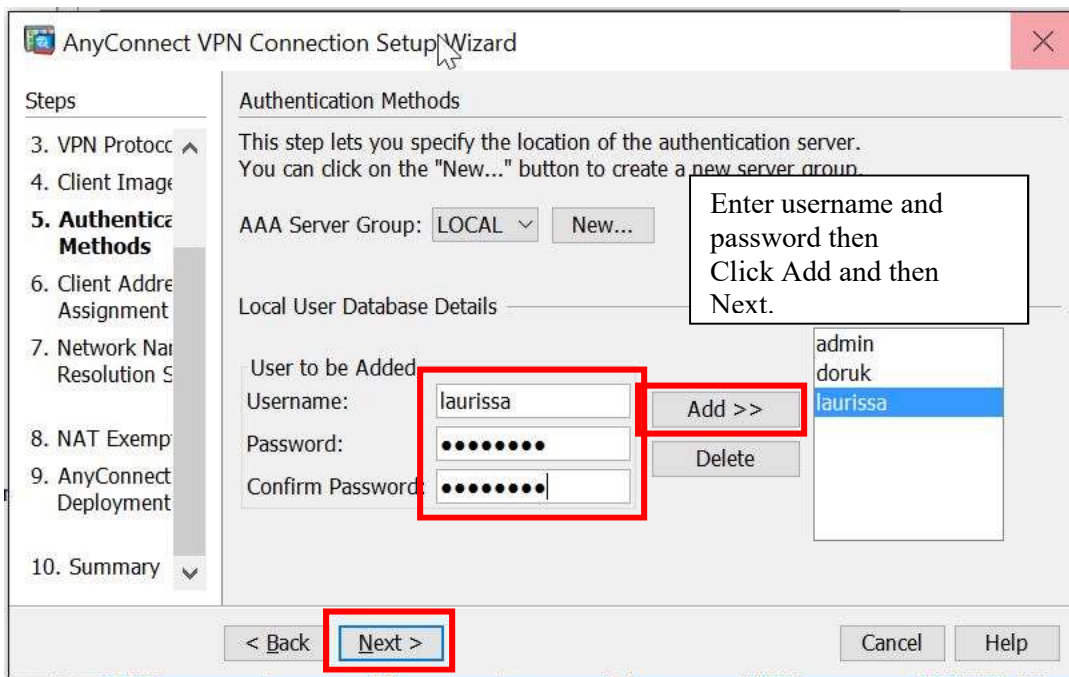 AnyConnect VPN Connection Setup Wizard
Steps
3. VPN Protocc
4. Client Image
5. Authentica
Methods
6. Client Addre
Assignment
7. Network Nar
Resolution S
8. NAT Exemp
9. AnyConnect
Deployment
10. Summary
Authentication Methods
This step lets you specify the location of the authentication server.
You can click on the "New..." button to create a new server group.
AAA Server Group: LOCAL New...
Enter username and
password then
Click Add and then
Next.
Local User Database Details
User to be Added
Username: laurissa
Password: ●●●●●●●●
Confirm Password: ●●●●●●●●
Add >>
Delete
admin
doruk
laurissa
< Back Next > Cancel Help